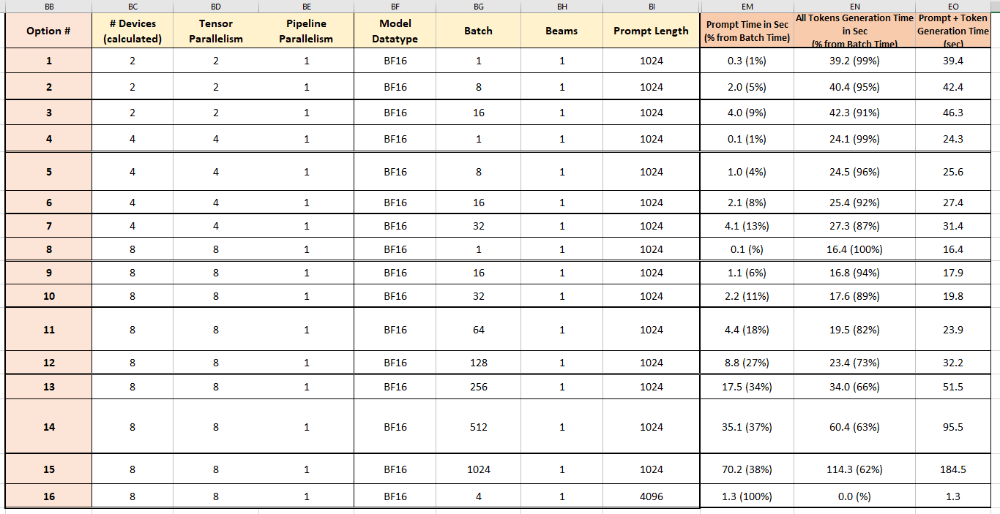 BB BC BD BE BF BG BH BI EM EN EO
Option # # Devices (calculated) Tensor Parallelism Pipeline Parallelism Model Datatype Batch Beams Prompt Length Prompt Time in Sec (% from Batch Time) All Tokens Generation Time in Sec (% from Batch Time) Prompt + Token Generation Time (sec)
1 2 2 1 BF16 1 1 1024 0.3 (1%) 39.2 (99%) 39.4
2 2 2 1 BF16 8 1 1024 2.0 (5%) 40.4 (95%) 42.4
3 2 2 1 BF16 16 1 1024 4.0 (9%) 42.3 (91%) 46.3
4 4 4 1 BF16 1 1 1024 0.1 (1%) 24.1 (99%) 24.3
5 4 4 1 BF16 8 1 1024 1.0 (4%) 24.5 (96%) 25.6
6 4 4 1 BF16 16 1 1024 2.1 (8%) 25.4 (92%) 27.4
7 4 4 1 BF16 32 1 1024 4.1 (13%) 27.3 (87%) 31.4
8 8 8 1 BF16 1 1 1024 0.1 (%) 16.4 (100%) 16.4
9 8 8 1 BF16 16 1 1024 1.1 (6%) 16.8 (94%) 17.9
10 8 8 1 BF16 32 1 1024 2.2 (11%) 17.6 (89%) 19.8
11 8 8 1 BF16 64 1 1024 4.4 (18%) 19.5 (82%) 23.9
12 8 8 1 BF16 128 1 1024 8.8 (27%) 23.4 (73%) 32.2
13 8 8 1 BF16 256 1 1024 17.5 (34%) 34.0 (66%) 51.5
14 8 8 1 BF16 512 1 1024 35.1 (37%) 60.4 (63%) 95.5
15 8 8 1 BF16 1024 1 1024 70.2 (38%) 114.3 (62%) 184.5
16 8 8 1 BF16 4 1 4096 1.3 (100%) 0.0 (%) 1.3